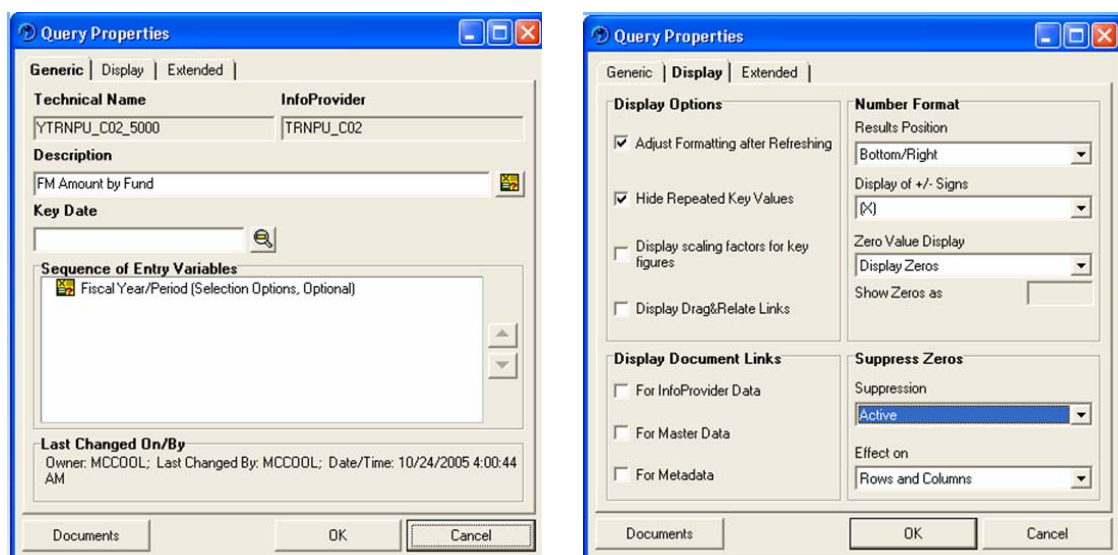 Query Properties
Generic Display Extended
Technical Name InfoProvider
YTRNPU_C02_5000 TRNPU_C02
Description
FM Amount by Fund
Key Date
Sequence of Entry Variables
Fiscal Year/Period (Selection Options, Optional)
Last Changed On/By
Owner: MCCOOL; Last Changed By: MCCOOL; Date/Time: 10/24/2005 4:00:44
AM
Documents OK Cancel
Query Properties
Generic Display Extended
Display Options
Adjust Formatting after Refreshing
Hide Repeated Key Values
Display scaling factors for key
figures
Display Drag&Relate Links
Number Format
Results Position
Bottom/Right
Display of +/- Signs
(X)
Zero Value Display
Display Zeros
Show Zeros as
Display Document Links
For InfoProvider Data
For Master Data
For Metadata
Suppress Zeros
Suppression
Active
Effect on
Rows and Columns
Documents OK Cancel